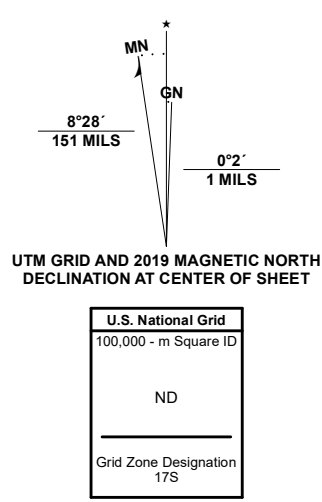 MN
GN
8°28´
151 MILS
0°2´
1 MILS
UTM GRID AND 2019 MAGNETIC NORTH
DECLINATION AT CENTER OF SHEET
U.S. National Grid
100,000 - m Square ID
ND
Grid Zone Designation
17S